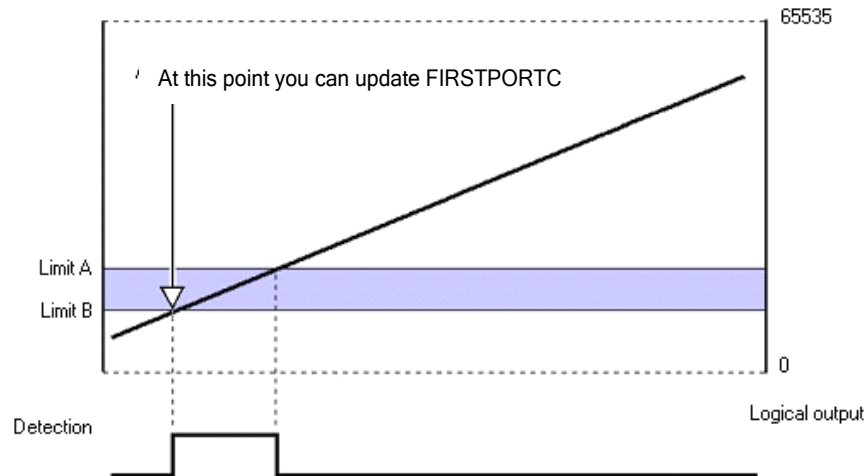 65535
At this point you can update FIRSTPORTC
Limit A
Limit B
0
Logical output
Detection